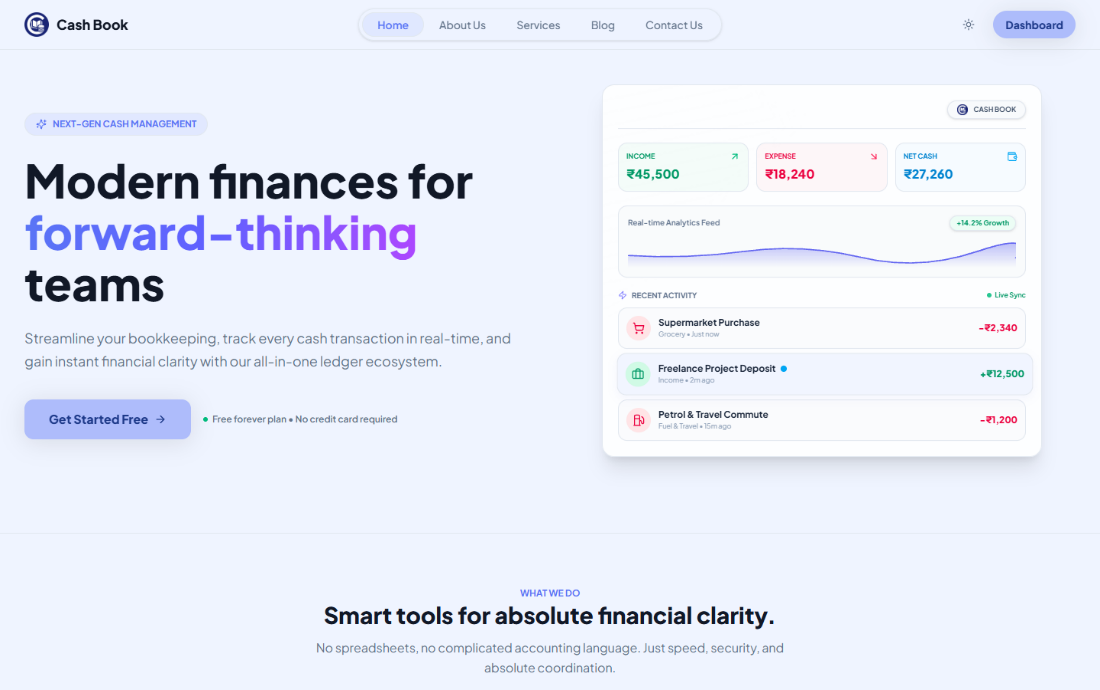 Cash Book
Home
About Us
Services
Blog
Contact Us
Dashboard
NEXT-GEN CASH MANAGEMENT
Modern finances for
forward-thinking
teams
Streamline your bookkeeping, track every cash transaction in real-time, and
gain instant financial clarity with our all-in-one ledger ecosystem.
Get Started Free →
Free forever plan • No credit card required
CASHBOOK
INCOME
₹45,500
EXPENSE
₹18,240
NET CASH
₹27,260
Real-time Analytics Feed
+14.2% Growth
RECENT ACTIVITY
Live Sync
Supermarket Purchase
Grocery • Just now
-₹2,340
Freelance Project Deposit
Income • 2m ago
+₹12,500
Petrol & Travel Commute
Fuel & Travel • 15m ago
-₹1,200
WHAT WE DO
Smart tools for absolute financial clarity.
No spreadsheets, no complicated accounting language. Just speed, security, and
absolute coordination.